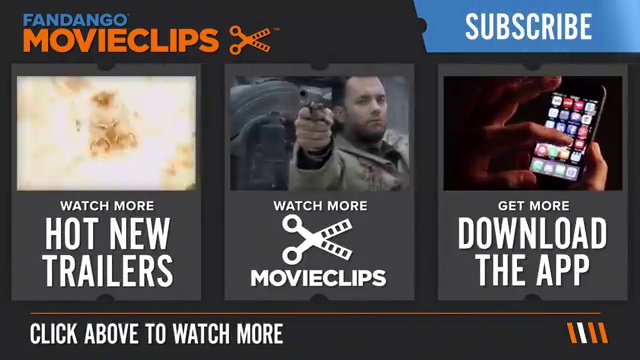 FANDANGO
MOVIECLIPS
SUBSCRIBE
WATCH MORE
HOT NEW
TRAILERS
WATCH MORE
MOVIECLIPS
GET MORE
DOWNLOAD
THE APP
CLICK ABOVE TO WATCH MORE